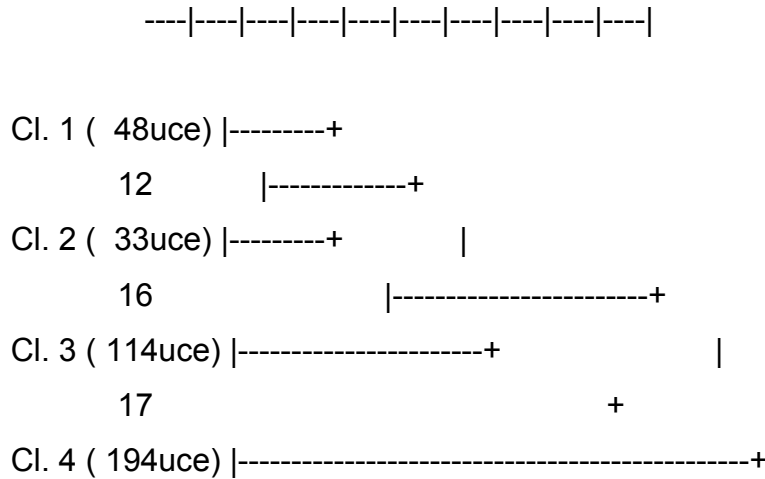 ----|----|----|----|----|----|----|----|----|----|
Cl. 1 (  48uce) |---------+
12 |-------------+
Cl. 2 (  33uce) |---------+ |
16 |------------------------+
Cl. 3 ( 114uce) |-----------------------+ |
17 +
Cl. 4 ( 194uce) |-------------------------------------------------+